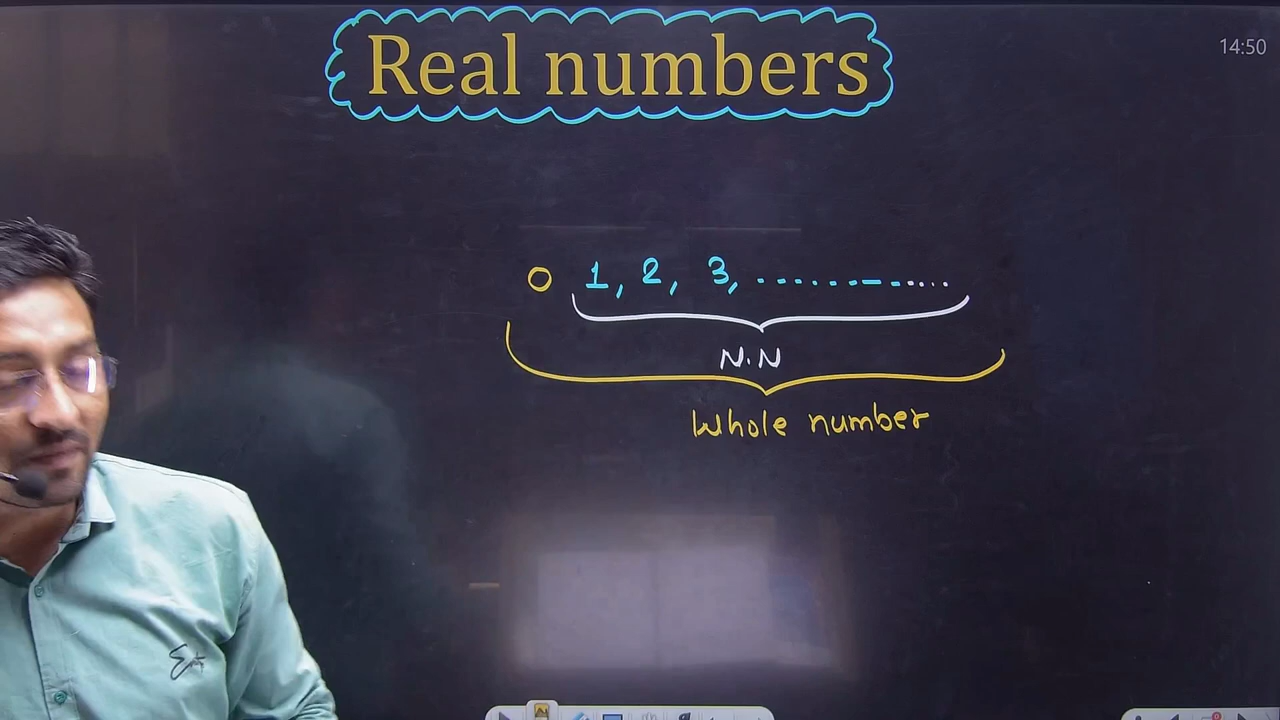 Real numbers
14:50
0 1, 2, 3, ..............
N.N
Whole number